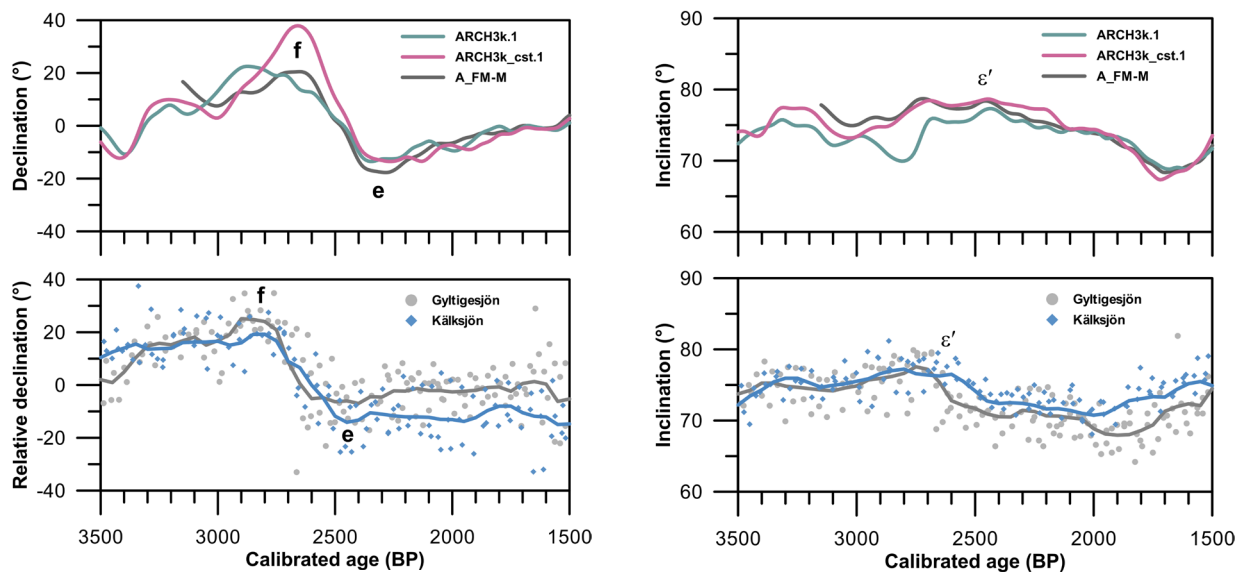 40
20
0
-20
-40
Declination (°)
f
e
ARCH3k.1
ARCH3k_cst.1
A_FM-M
90
80
70
60
Inclination (°)
ε′
ARCH3k.1
ARCH3k_cst.1
A_FM-M
40
20
0
-20
-40
Relative declination (°)
f
e
Gyltigesjön
Kälksjön
3500 3000 2500 2000 1500
Calibrated age (BP)
90
80
70
60
Inclination (°)
ε′
Gyltigesjön
Kälksjön
3500 3000 2500 2000 1500
Calibrated age (BP)